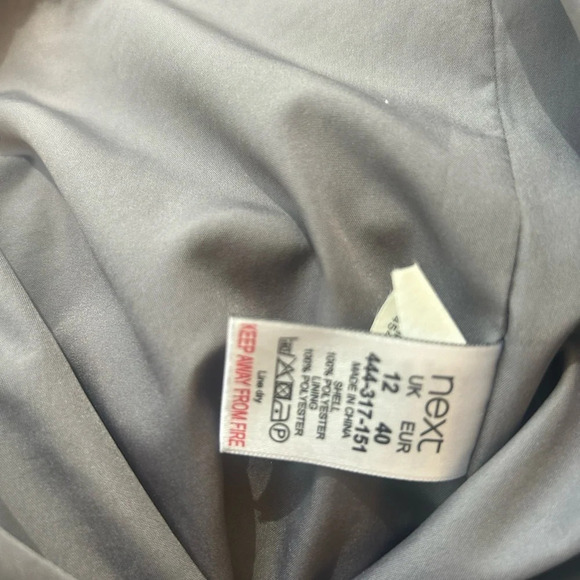 next
UK EUR
12 40
444-317-151
MADE IN CHINA
SHELL
100% POLYESTER
LINING
100% POLYESTER
P
Line dry
KEEP AWAY FROM FIRE